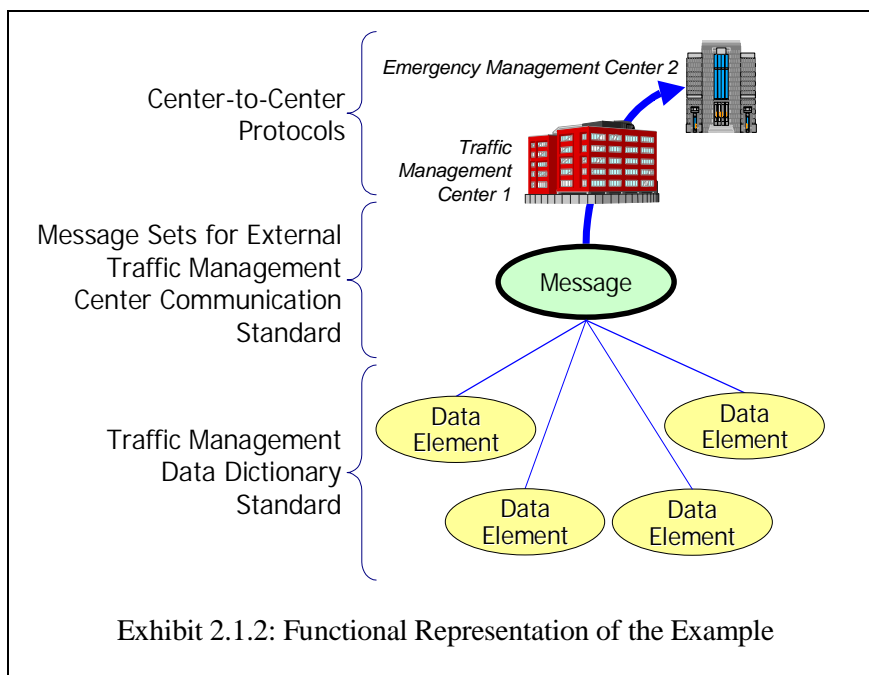 Center-to-Center
Protocols
Emergency Management Center 2
Traffic
Management
Center 1
Message Sets for External
Traffic Management
Center Communication
Standard
Message
Traffic Management
Data Dictionary
Standard
Data
Element
Data
Element
Data
Element
Data
Element
Exhibit 2.1.2: Functional Representation of the Example